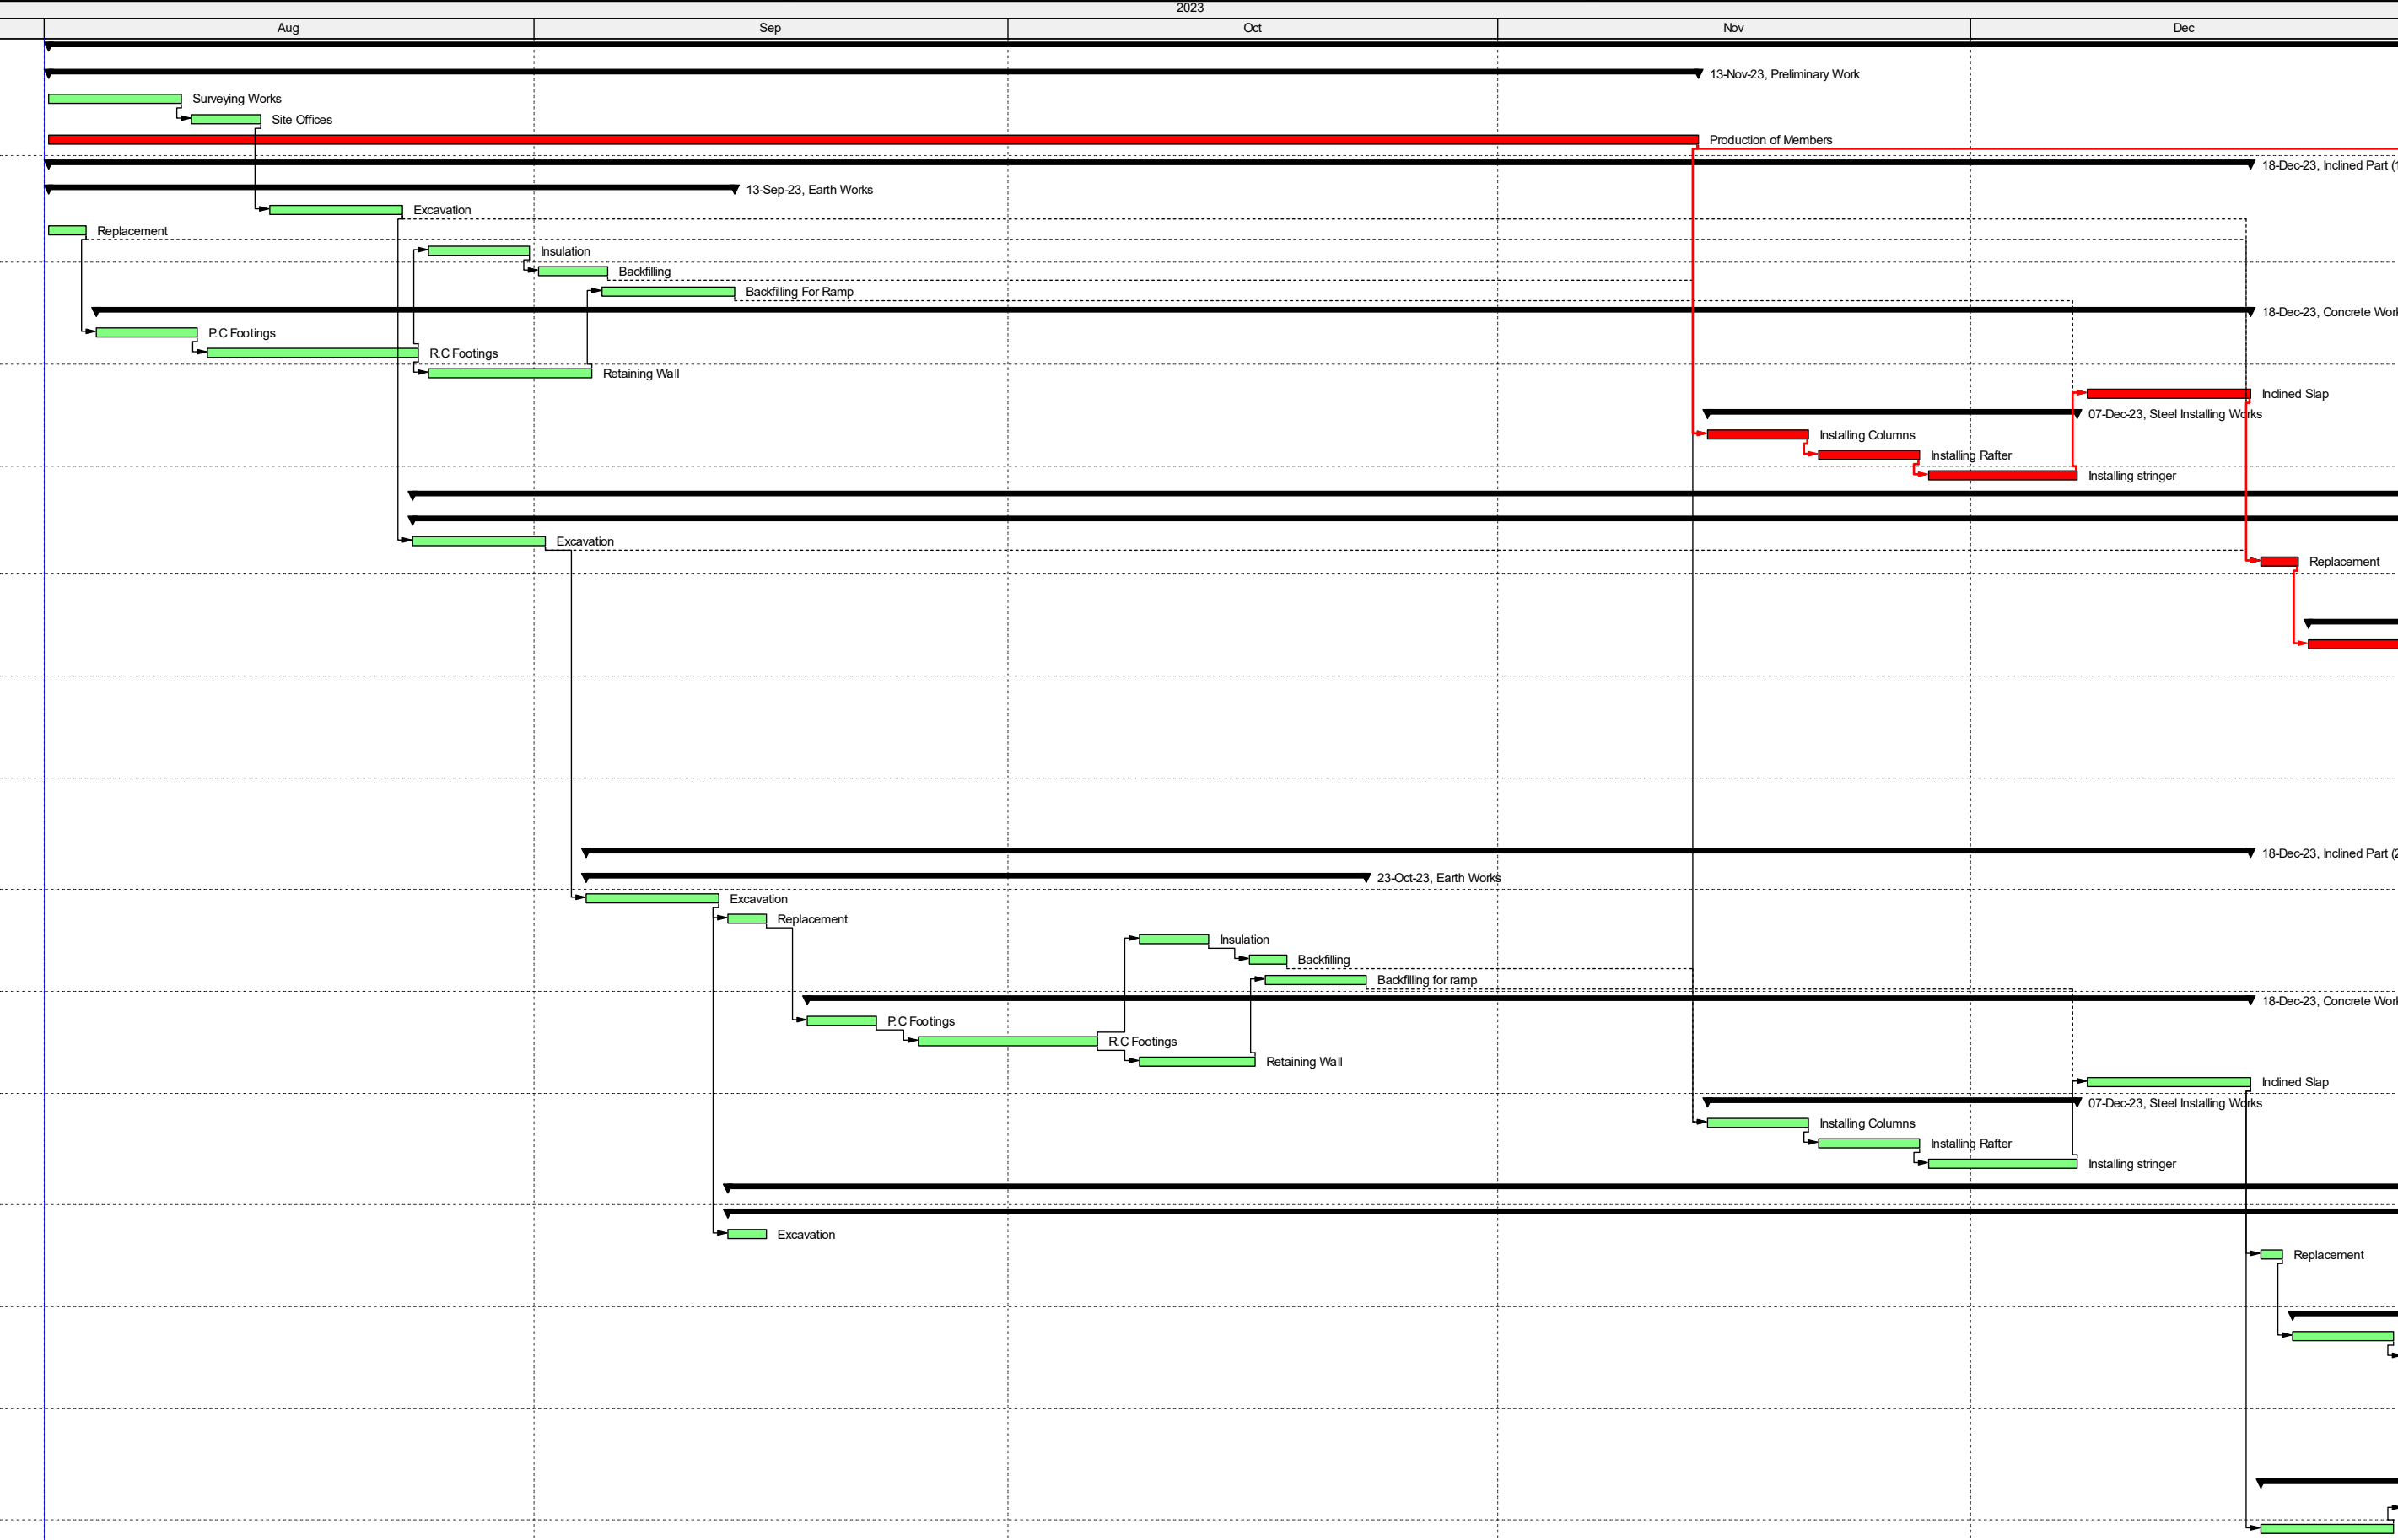 2023
Aug Sep Oct Nov Dec
13-Nov-23, Preliminary Work
Surveying Works
Site Offices
Production of Members
18-Dec-23, Inclined Part (1
13-Sep-23, Earth Works
Excavation
Replacement
Insulation
Backfilling
Backfilling For Ramp
18-Dec-23, Concrete Work
P.C Footings
R.C Footings
Retaining Wall
Inclined Slap
07-Dec-23, Steel Installing Works
Installing Columns
Installing Rafter
Installing stringer
Excavation
Replacement
18-Dec-23, Inclined Part (2
23-Oct-23, Earth Works
Excavation
Replacement
Insulation
Backfilling
Backfilling for ramp
18-Dec-23, Concrete Work
P.C Footings
R.C Footings
Retaining Wall
Inclined Slap
07-Dec-23, Steel Installing Works
Installing Columns
Installing Rafter
Installing stringer
Excavation
Replacement